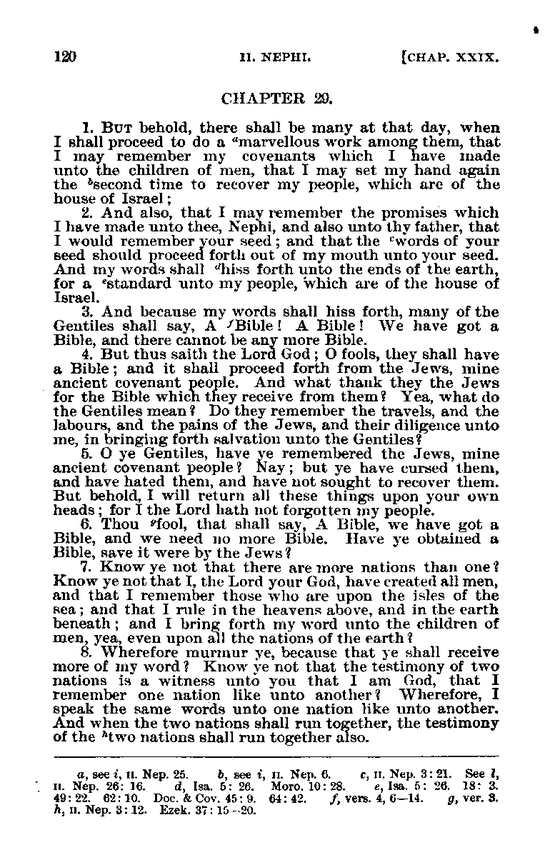 120 II. NEPHI. [CHAP. XXIX.
CHAPTER 29.
1. BUT behold, there shall be many at that day, when
I shall proceed to do a ᵃmarvellous work among them, that
I may remember my covenants which I have made
unto the children of men, that I may set my hand again
the ᵇsecond time to recover my people, which are of the
house of Israel;
2. And also, that I may remember the promises which
I have made unto thee, Nephi, and also unto thy father, that
I would remember your seed; and that the ᶜwords of your
seed should proceed forth out of my mouth unto your seed.
And my words shall ᵈhiss forth unto the ends of the earth,
for a ᵉstandard unto my people, which are of the house of
Israel.
3. And because my words shall hiss forth, many of the
Gentiles shall say, A ᶠBible! A Bible! We have got a
Bible, and there cannot be any more Bible.
4. But thus saith the Lord God; O fools, they shall have
a Bible; and it shall proceed forth from the Jews, mine
ancient covenant people. And what thank they the Jews
for the Bible which they receive from them? Yea, what do
the Gentiles mean? Do they remember the travels, and the
labours, and the pains of the Jews, and their diligence unto
me, in bringing forth salvation unto the Gentiles?
5. O ye Gentiles, have ye remembered the Jews, mine
ancient covenant people? Nay; but ye have cursed them,
and have hated them, and have not sought to recover them.
But behold, I will return all these things upon your own
heads; for I the Lord hath not forgotten my people.
6. Thou ᵍfool, that shall say, A Bible, we have got a
Bible, and we need no more Bible. Have ye obtained a
Bible, save it were by the Jews?
7. Know ye not that there are more nations than one?
Know ye not that I, the Lord your God, have created all men,
and that I remember those who are upon the isles of the
sea; and that I rule in the heavens above, and in the earth
beneath; and I bring forth my word unto the children of
men, yea, even upon all the nations of the earth?
8. Wherefore murmur ye, because that ye shall receive
more of my word? Know ye not that the testimony of two
nations is a witness unto you that I am God, that I
remember one nation like unto another? Wherefore, I
speak the same words unto one nation like unto another.
And when the two nations shall run together, the testimony
of the ʰtwo nations shall run together also.
a, see i, II. Nep. 25. b, see i, II. Nep. 6. c, II. Nep. 3:21. See l,
II. Nep. 26:16. d, Isa. 5:26. Moro. 10:28. e, Isa. 5:26. 18:3.
49:22. 62:10. Doc. & Cov. 45:9. 64:42. f, vers. 4, 6—14. g, ver. 3.
h, II. Nep. 3:12. Ezek. 37:15—20.